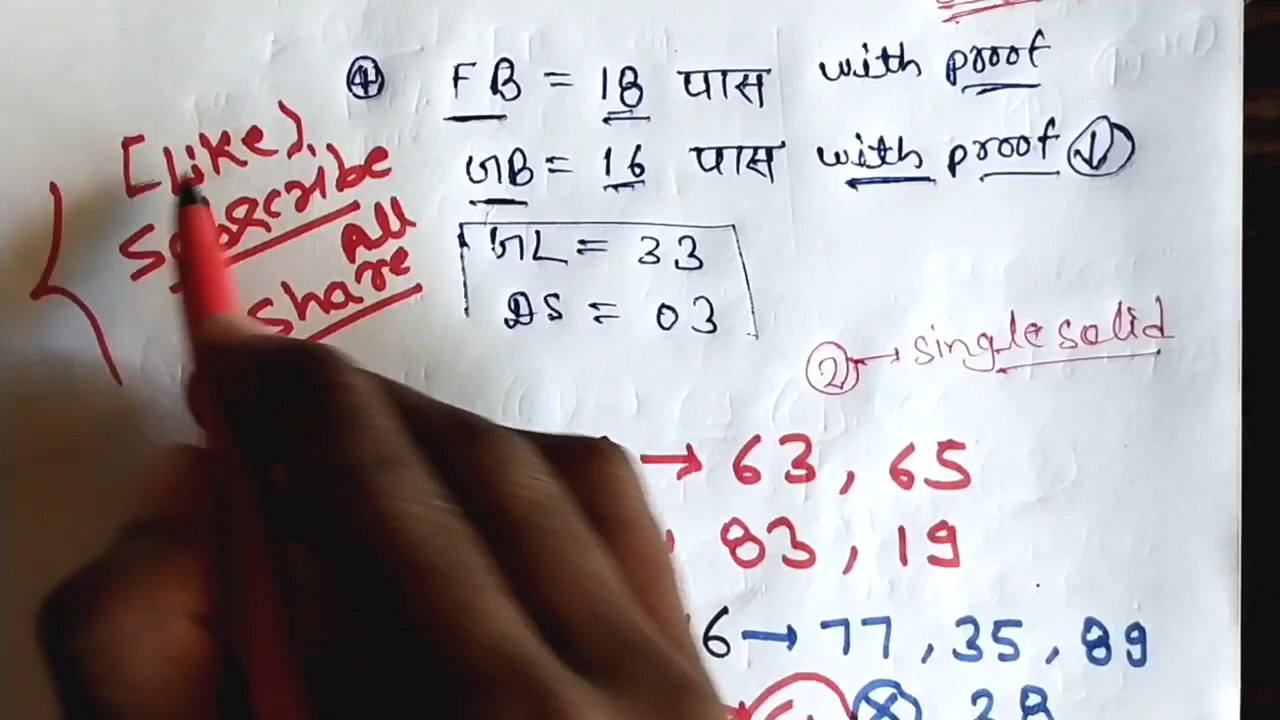 ④ FB = 18 पास with proof
GB = 16 पास with proof ①
[Like].
Subscribe
All
share
GL = 33
DS = 03
② → single solid
→ 63, 65
83, 19
6 → 77, 35, 89
38